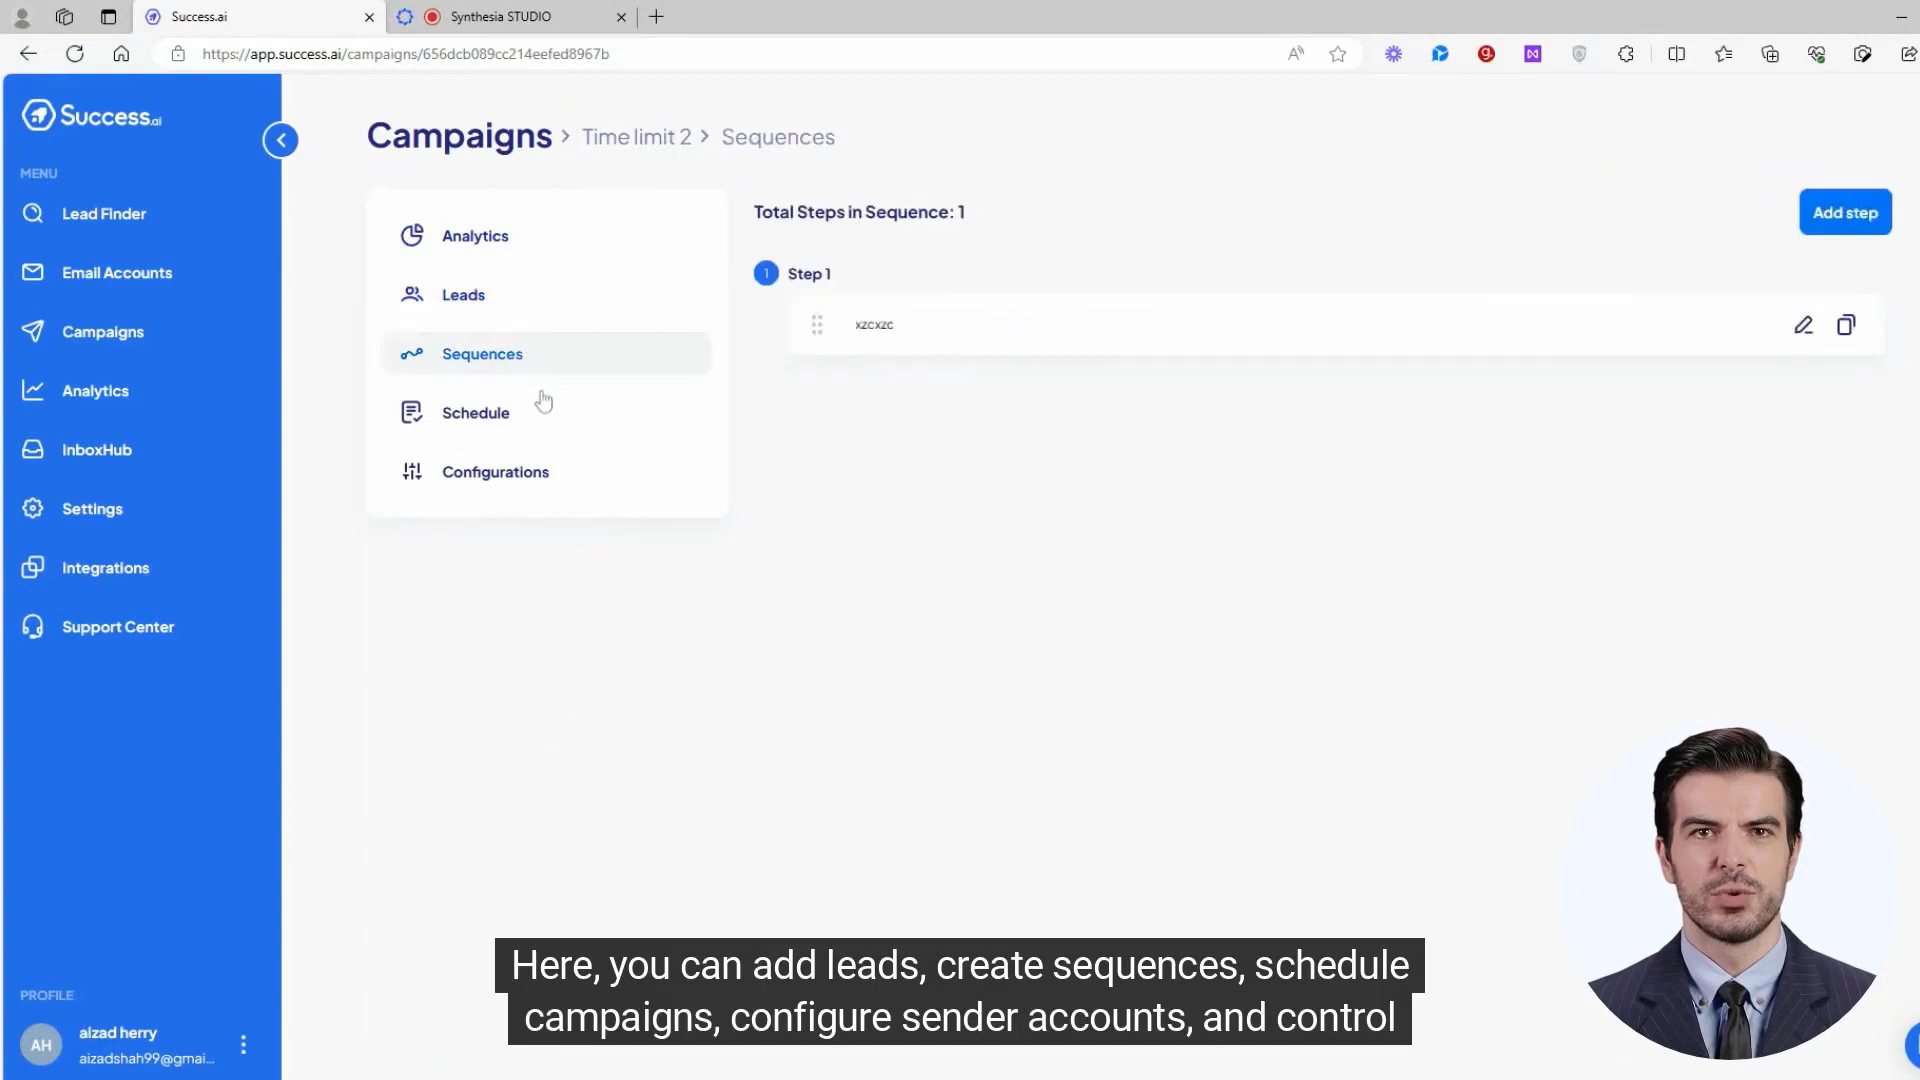 Success.ai
Synthesia STUDIO
https://app.success.ai/campaigns/656dcb089cc214eefed8967b
Success.ai
MENU
Lead Finder
Email Accounts
Campaigns
Analytics
InboxHub
Settings
Integrations
Support Center
PROFILE
AH
aizad herry
aizadshah99@gmai...
Campaigns > Time limit 2 > Sequences
Analytics
Leads
Sequences
Schedule
Configurations
Total Steps in Sequence: 1
Add step
1 Step 1
xzcxzc
Here, you can add leads, create sequences, schedule
campaigns, configure sender accounts, and control